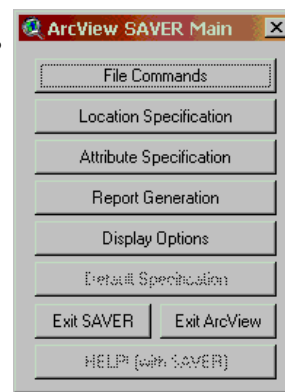 ArcView SAVER Main
File Commands
Location Specification
Attribute Specification
Report Generation
Display Options
Default Specification
Exit SAVER Exit ArcView
HELP! (with SAVER)